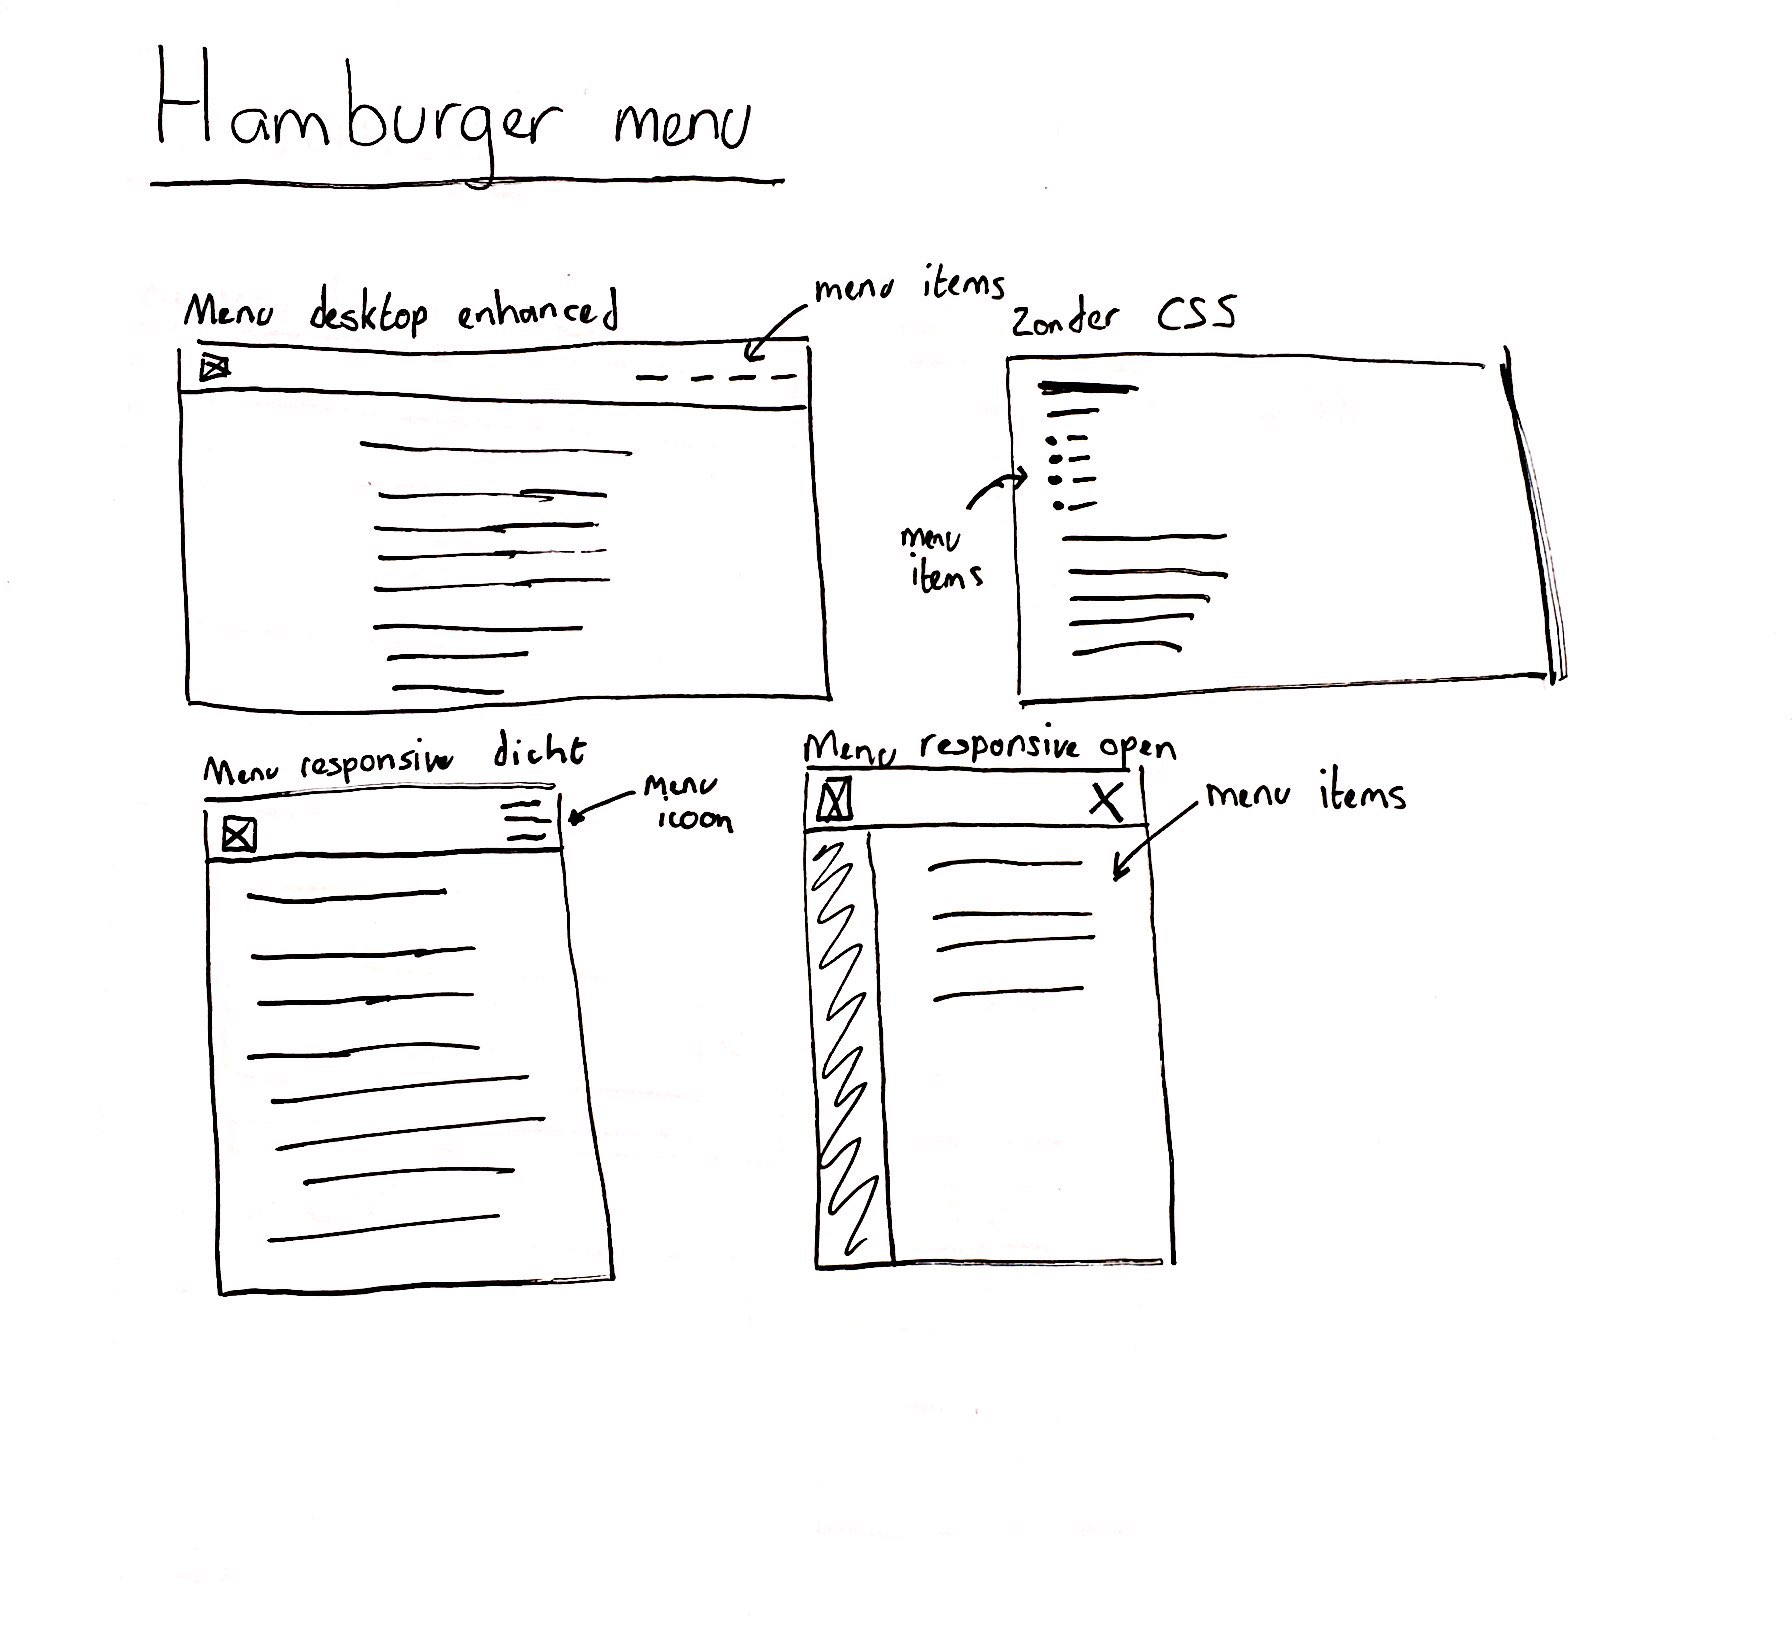 Hamburger menu
Menu desktop enhanced
menu items
Zonder CSS
menu
items
Menu responsive dicht
Menu
icoon
Menu responsive open
menu items